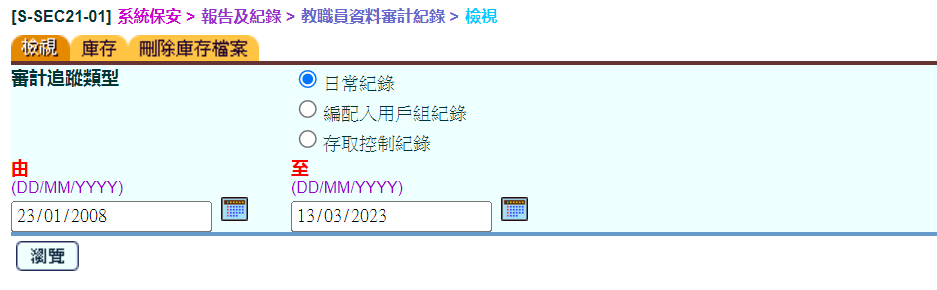 [S-SEC21-01] 系統保安 > 報告及紀錄 > 教職員資料審計紀錄 > 檢視
檢視 庫存 刪除庫存檔案
審計追蹤類型 日常紀錄
編配入用戶組紀錄
存取控制紀錄
由 至
(DD/MM/YYYY) (DD/MM/YYYY)
23/01/2008 13/03/2023
瀏覽